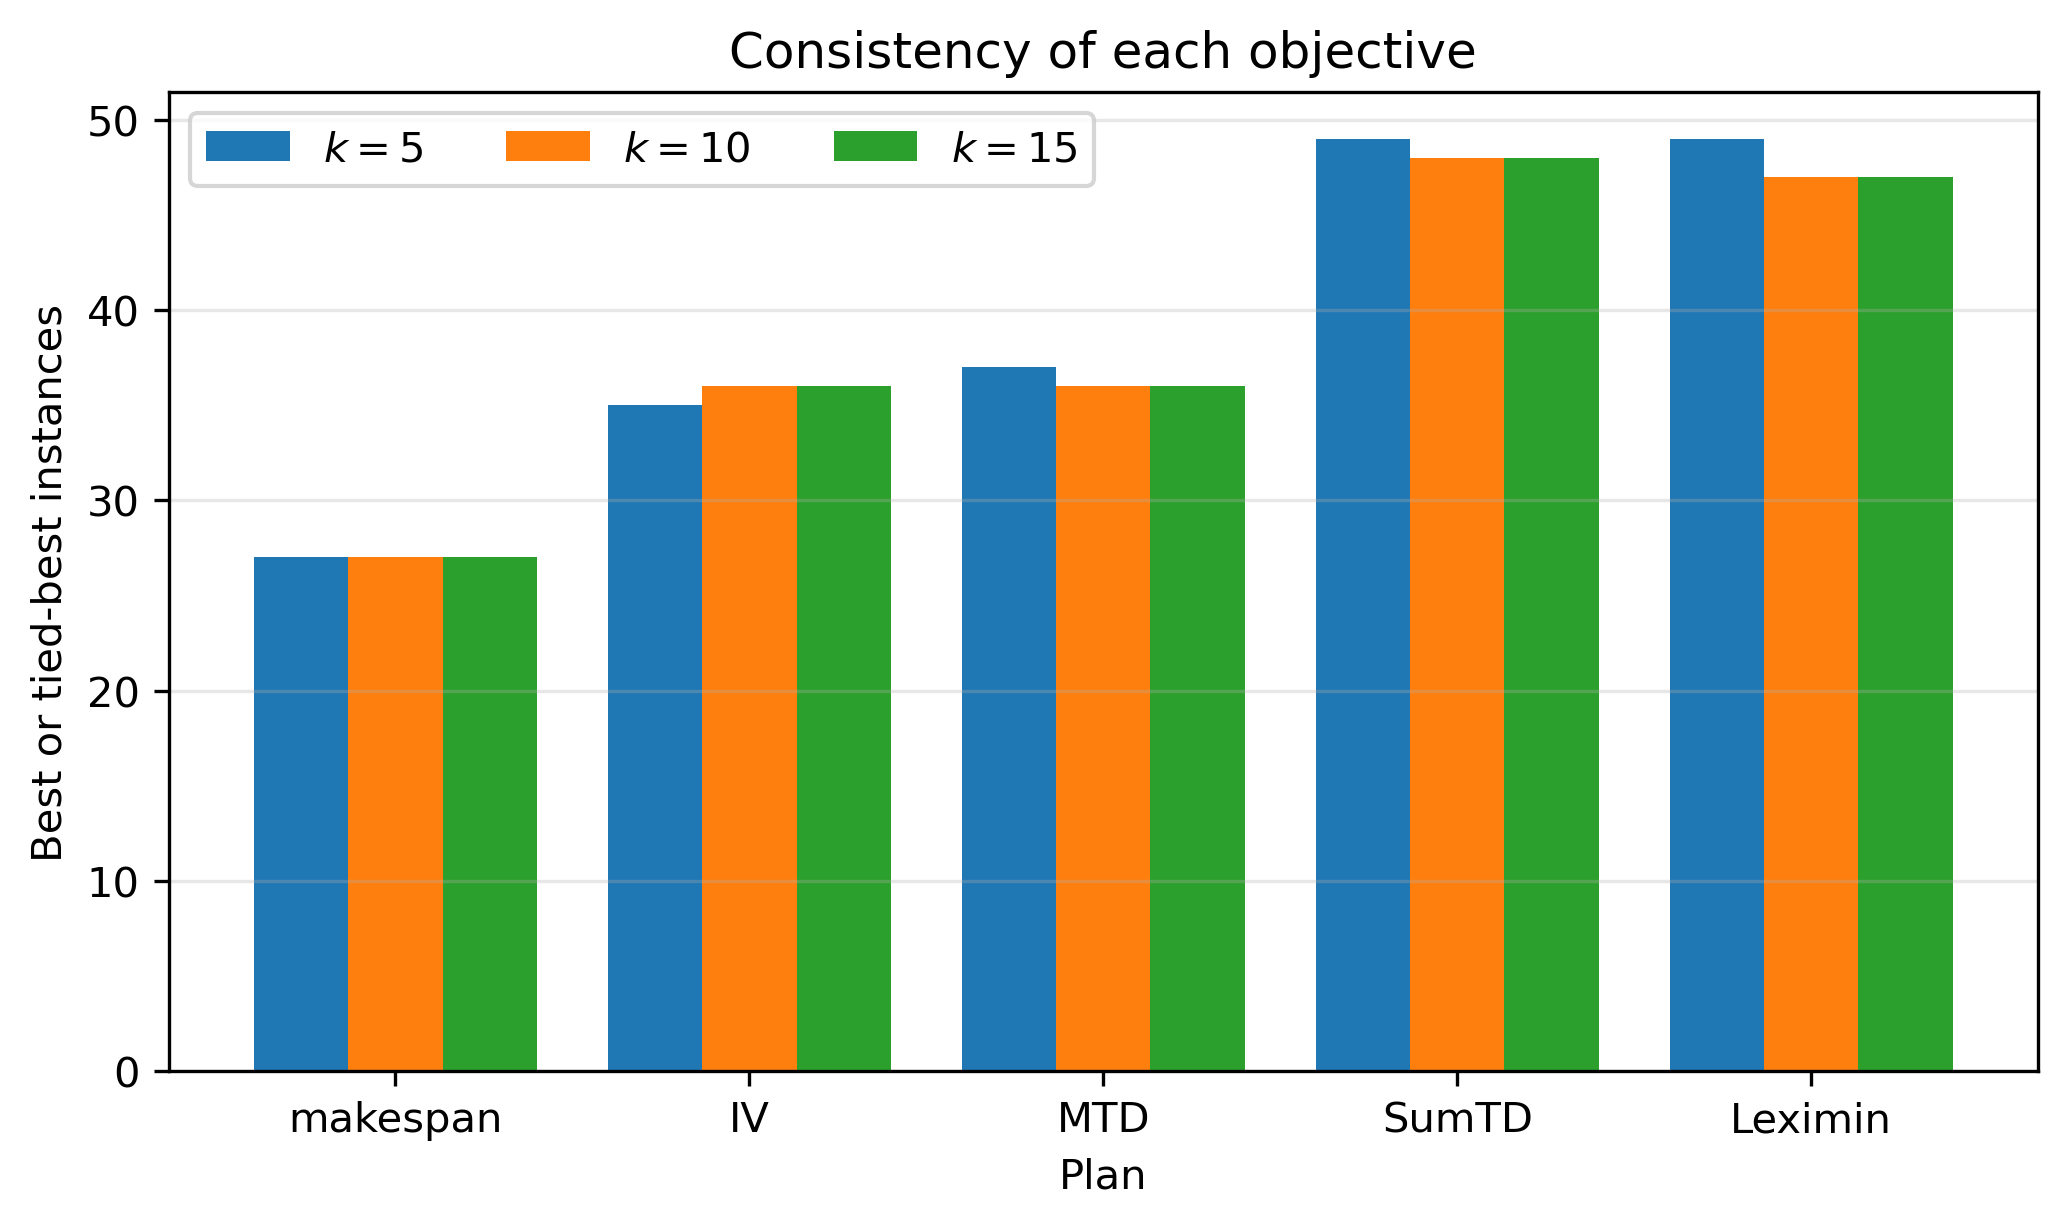 Consistency of each objective
k = 5 k = 10 k = 15
Best or tied-best instances
50
40
30
20
10
0
makespan IV MTD SumTD Leximin
Plan